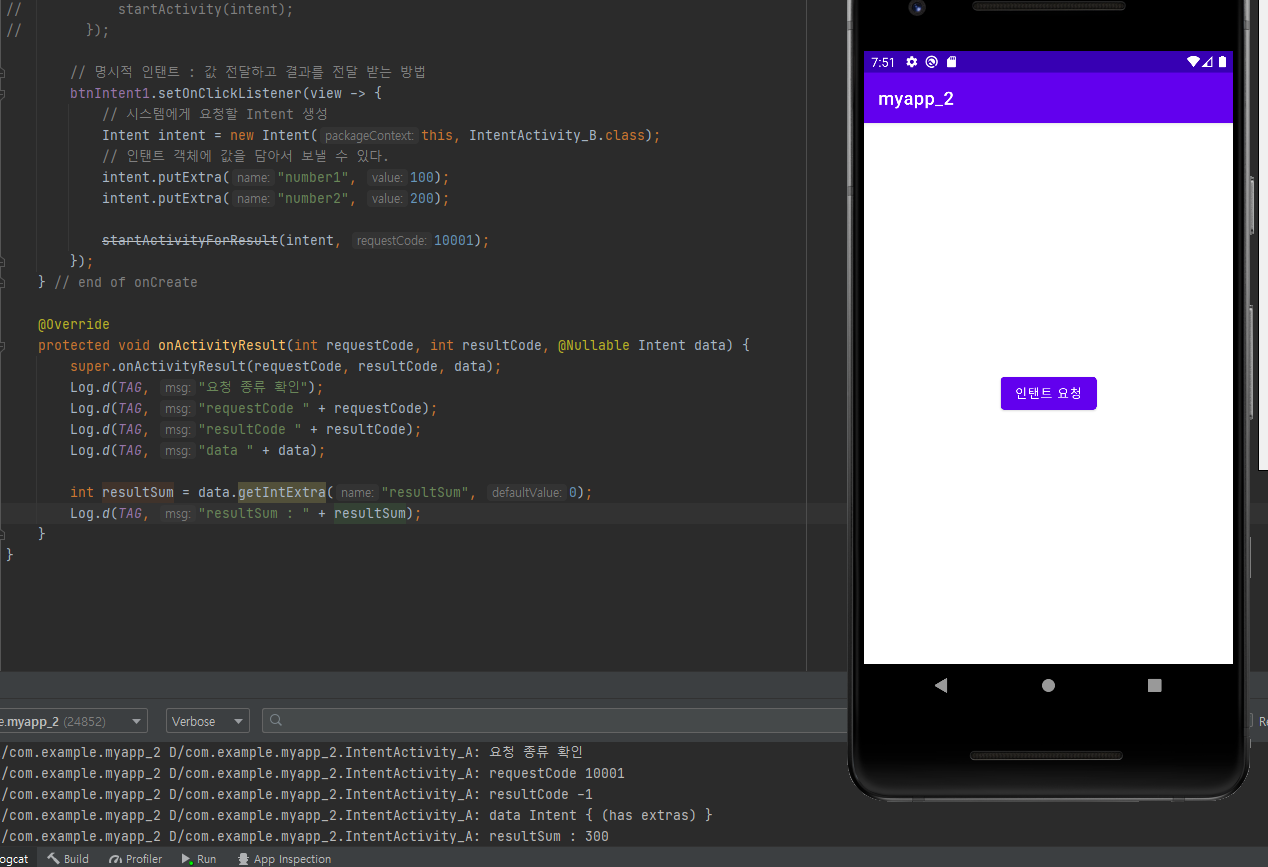 //            startActivity(intent);
//        });
// 명시적 인탠트 : 값 전달하고 결과를 전달 받는 방법
btnIntent1.setOnClickListener(view -> {
// 시스템에게 요청할 Intent 생성
Intent intent = new Intent( packageContext: this, IntentActivity_B.class);
// 인탠트 객체에 값을 담아서 보낼 수 있다.
intent.putExtra( name: "number1", value: 100);
intent.putExtra( name: "number2", value: 200);
startActivityForResult(intent, requestCode: 10001);
});
} // end of onCreate
@Override
protected void onActivityResult(int requestCode, int resultCode, @Nullable Intent data) {
super.onActivityResult(requestCode, resultCode, data);
Log.d(TAG, msg: "요청 종류 확인");
Log.d(TAG, msg: "requestCode " + requestCode);
Log.d(TAG, msg: "resultCode " + resultCode);
Log.d(TAG, msg: "data " + data);
int resultSum = data.getIntExtra( name: "resultSum", defaultValue: 0);
Log.d(TAG, msg: "resultSum : " + resultSum);
}
}
7:51
myapp_2
인탠트 요청
e.myapp_2 (24852) Verbose Re
/com.example.myapp_2 D/com.example.myapp_2.IntentActivity_A: 요청 종류 확인
/com.example.myapp_2 D/com.example.myapp_2.IntentActivity_A: requestCode 10001
/com.example.myapp_2 D/com.example.myapp_2.IntentActivity_A: resultCode -1
/com.example.myapp_2 D/com.example.myapp_2.IntentActivity_A: data Intent { (has extras) }
/com.example.myapp_2 D/com.example.myapp_2.IntentActivity_A: resultSum : 300
ogcat Build Profiler Run App Inspection